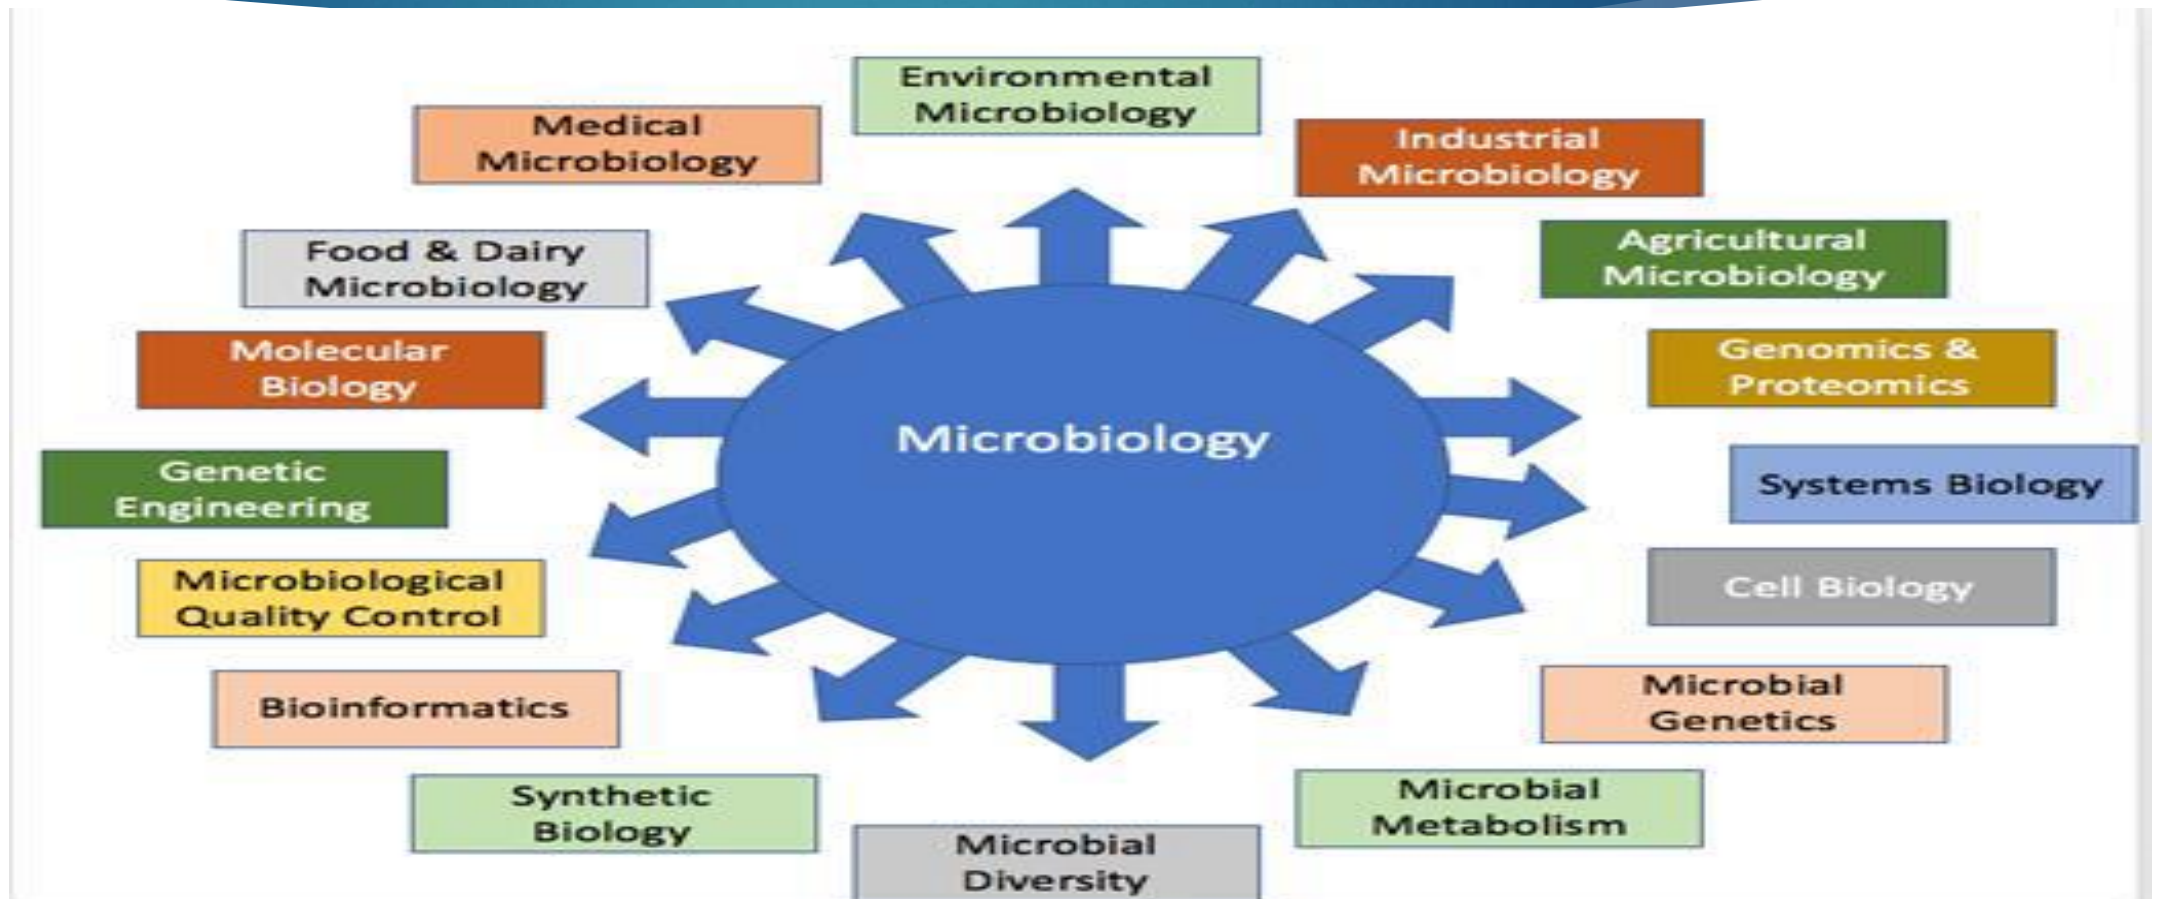 Environmental
Microbiology
Medical
Microbiology
Industrial
Microbiology
Agricultural
Microbiology
Food & Dairy
Microbiology
Molecular
Biology
Genomics &
Proteomics
Microbiology
Genetic
Engineering
Systems Biology
Microbiological
Quality Control
Cell Biology
Bioinformatics
Microbial
Genetics
Synthetic
Biology
Microbial
Metabolism
Microbial
Diversity